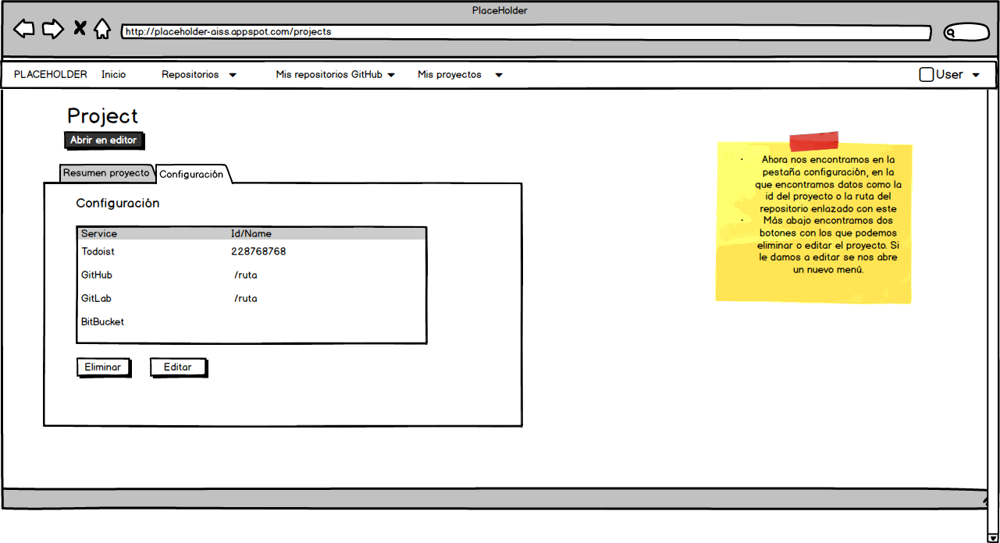 PlaceHolder
http://placeholder-aiss.appspot.com/projects
PLACEHOLDER Inicio Repositorios Mis repositorios GitHub Mis proyectos User
Project
Abrir en editor
Resumen proyecto Configuración
Configuración
Service Id/Name
Todoist 228768768
GitHub /ruta
GitLab /ruta
BitBucket
Eliminar Editar
· Ahora nos encontramos en la
pestaña configuración, en la
que encontramos datos como la
id del proyecto o la ruta del
repositorio enlazado con este
· Más abajo encontramos dos
botones con los que podemos
eliminar o editar el proyecto. Si
le damos a editar se nos abre
un nuevo menú.